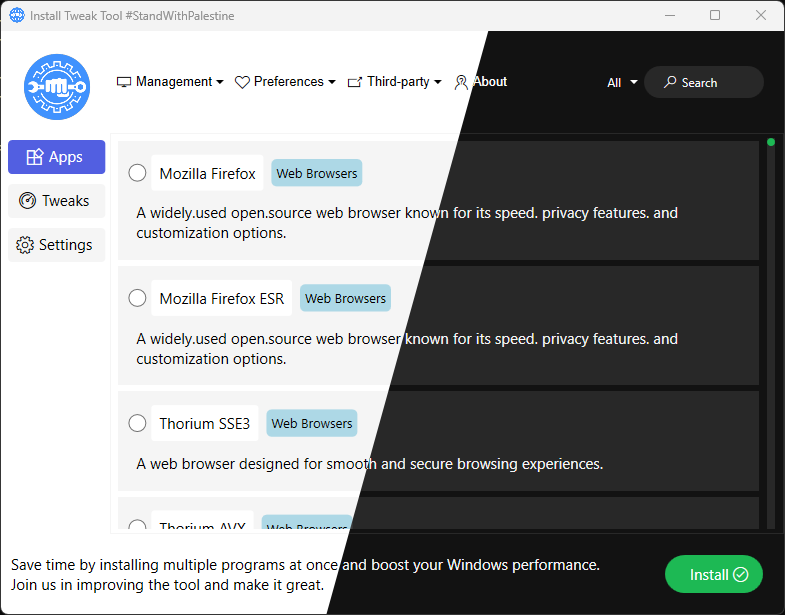 Install Tweak Tool #StandWithPalestine
Management Preferences Third-party About All Search
Apps
Tweaks
Settings
Mozilla Firefox Web Browsers
A widely.used open.source web browser known for its speed. privacy features. and
customization options.
Mozilla Firefox ESR Web Browsers
A widely.used open.source web browser known for its speed. privacy features. and
customization options.
Thorium SSE3 Web Browsers
A web browser designed for smooth and secure browsing experiences.
Thorium AVX Web Browsers
Save time by installing multiple programs at once and boost your Windows performance.
Join us in improving the tool and make it great.
Install